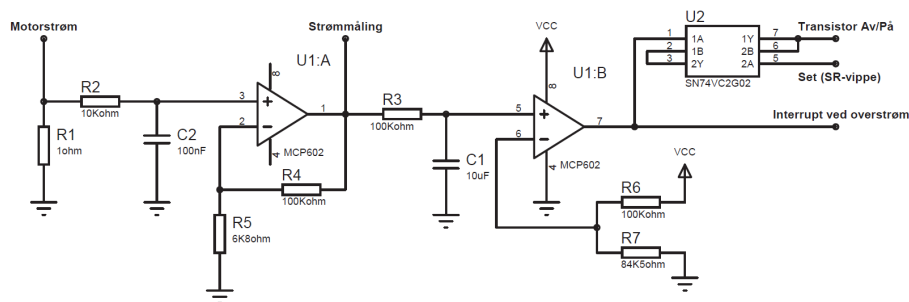 Motorstrøm
Strømmåling
R2
10Kohm
R1
1ohm
C2
100nF
8
3
2
1
4
U1:A
MCP602
R4
100Kohm
R5
6K8ohm
R3
100Kohm
C1
10uF
VCC
8
5
6
7
4
U1:B
MCP602
VCC
R6
100Kohm
R7
84K5ohm
U2
1 1A 1Y 7
2 1B 2B 6
3 2Y 2A 5
SN74VC2G02
Transistor Av/På
Set (SR-vippe)
Interrupt ved overstrøm